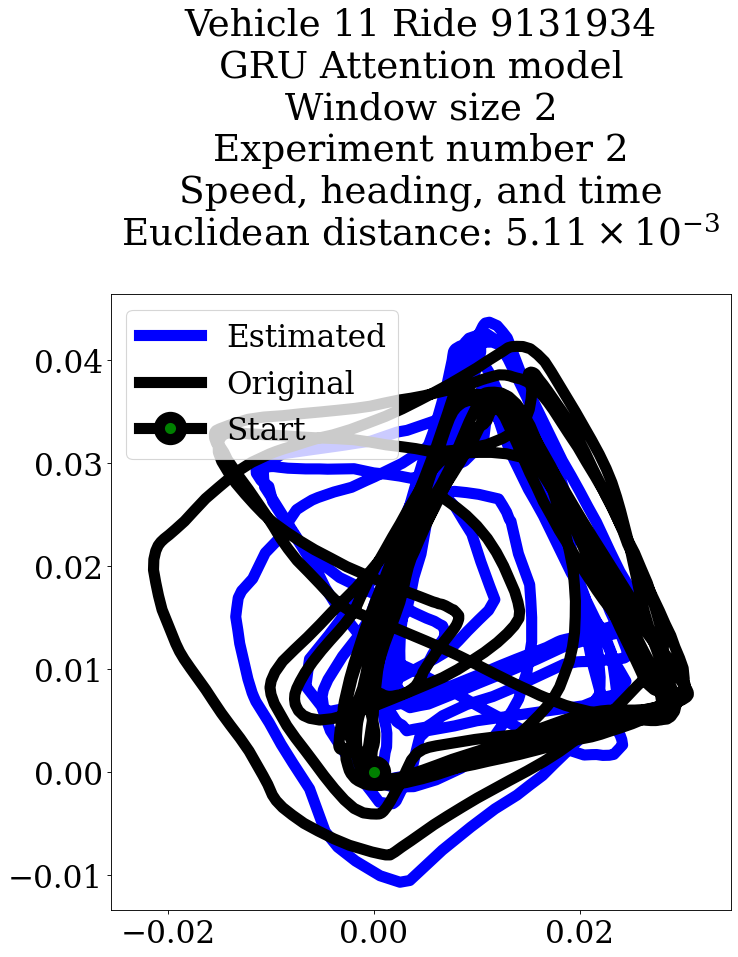 Vehicle 11 Ride 9131934
GRU Attention model
Window size 2
Experiment number 2
Speed, heading, and time
Euclidean distance: 5.11 × 10⁻³
Estimated
Original
Start
0.04
0.03
0.02
0.01
0.00
−0.01
−0.02 0.00 0.02